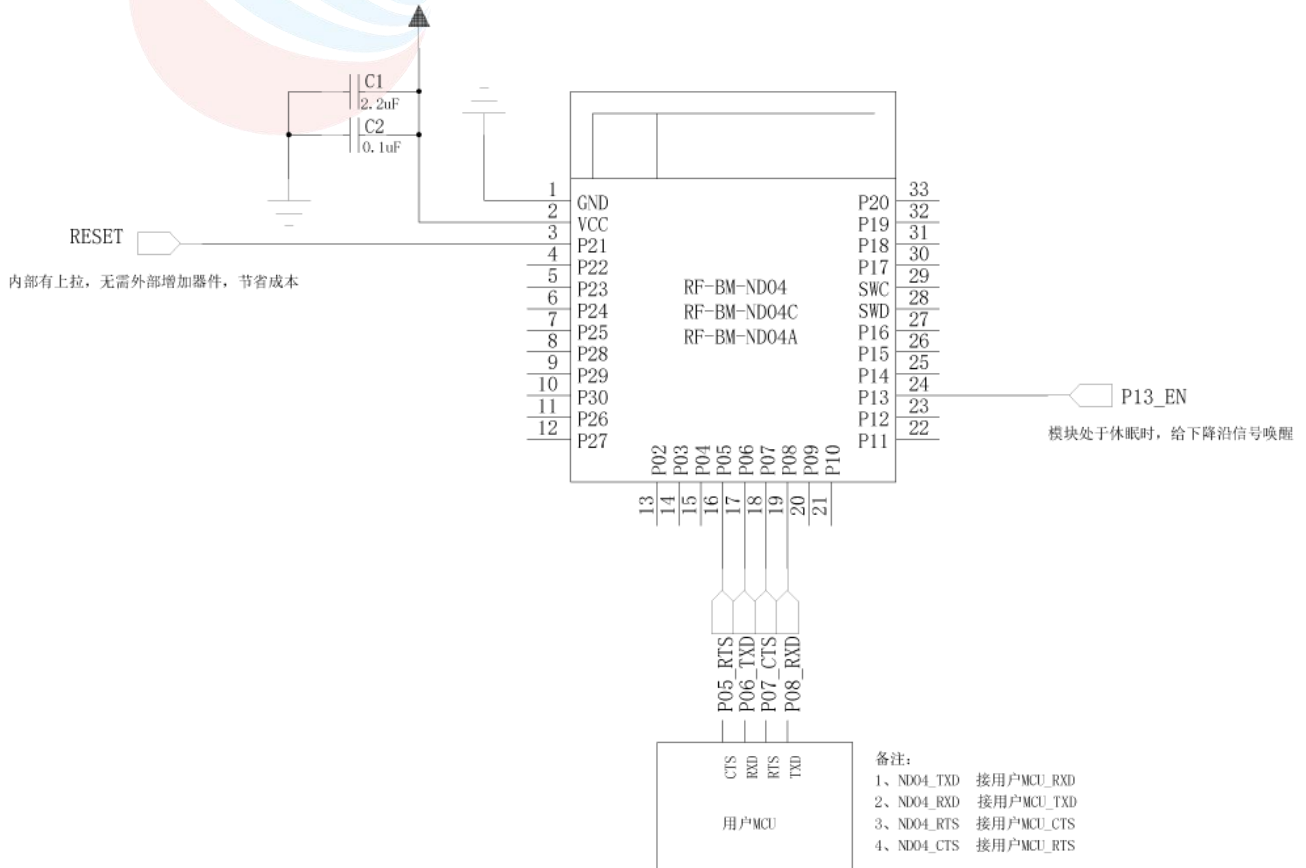 C1
2.2uF
C2
0.1uF
RESET
内部有上拉，无需外部增加器件，节省成本
1
2
3
4
5
6
7
8
9
10
11
12
GND
VCC
P21
P22
P23
P24
P25
P28
P29
P30
P26
P27
RF-BM-ND04
RF-BM-ND04C
RF-BM-ND04A
P20
P19
P18
P17
SWC
SWD
P16
P15
P14
P13
P12
P11
33
32
31
30
29
28
27
26
25
24
23
22
P13_EN
模块处于休眠时，给下降沿信号唤醒
P02
P03
P04
P05
P06
P07
P08
P09
P10
13
14
15
16
17
18
19
20
21
P05_RTS
P06_TXD
P07_CTS
P08_RXD
CTS
RXD
RTS
TXD
用户MCU
备注：
1、ND04_TXD 接用户MCU_RXD
2、ND04_RXD 接用户MCU_TXD
3、ND04_RTS 接用户MCU_CTS
4、ND04_CTS 接用户MCU_RTS